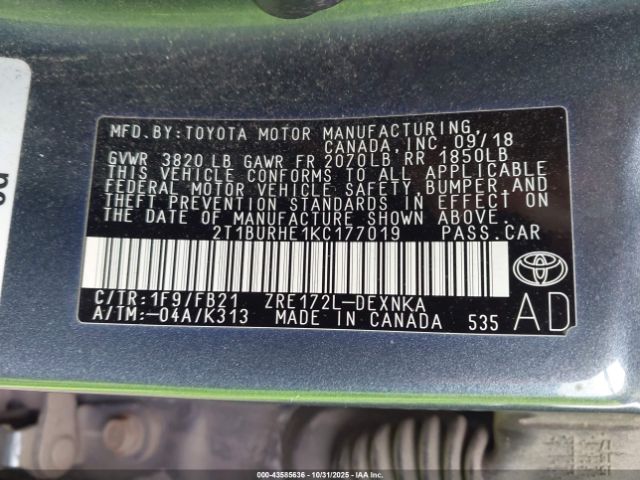 MFD.BY:TOYOTA MOTOR MANUFACTURING,
CANADA,INC.09/18
GVWR 3820 LB GAWR FR 2070LB, RR 1850LB
THIS VEHICLE CONFORMS TO ALL APPLICABLE
FEDERAL MOTOR VEHICLE SAFETY,BUMPER,AND
THEFT PREVENTION STANDARDS IN EFFECT ON
THE DATE OF MANUFACTURE SHOWN ABOVE.
2T1BURHE1KC177019 PASS.CAR
C/TR:1F9/FB21 ZRE172L-DEXNKA
A/TM:-04A/K313 MADE IN CANADA 535
AD
000-43585636 | 10/31/2025 - IAA, Inc.